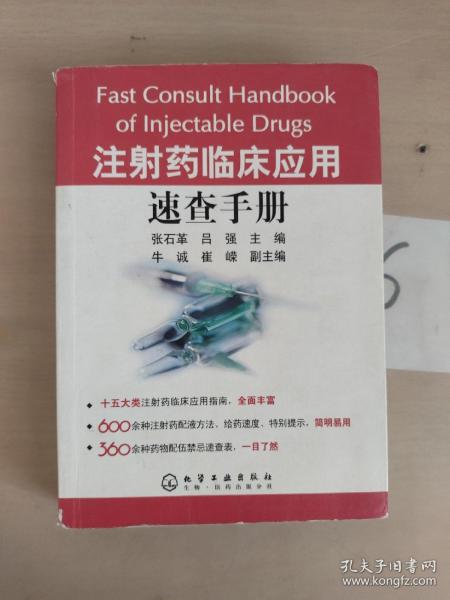 Fast Consult Handbook
of Injectable Drugs
注射药临床应用
速查手册
张石革 吕 强 主 编
牛 诚 崔 嵘 副主编
◆ 十五大类注射药临床应用指南，全面丰富
◆ 600余种注射药配液方法、给药速度、特别提示，简明易用
◆ 360余种药物配伍禁忌速查表，一目了然
化学工业出版社
生物·医药出版分社
6
孔夫子旧书网
www.kongfz.com